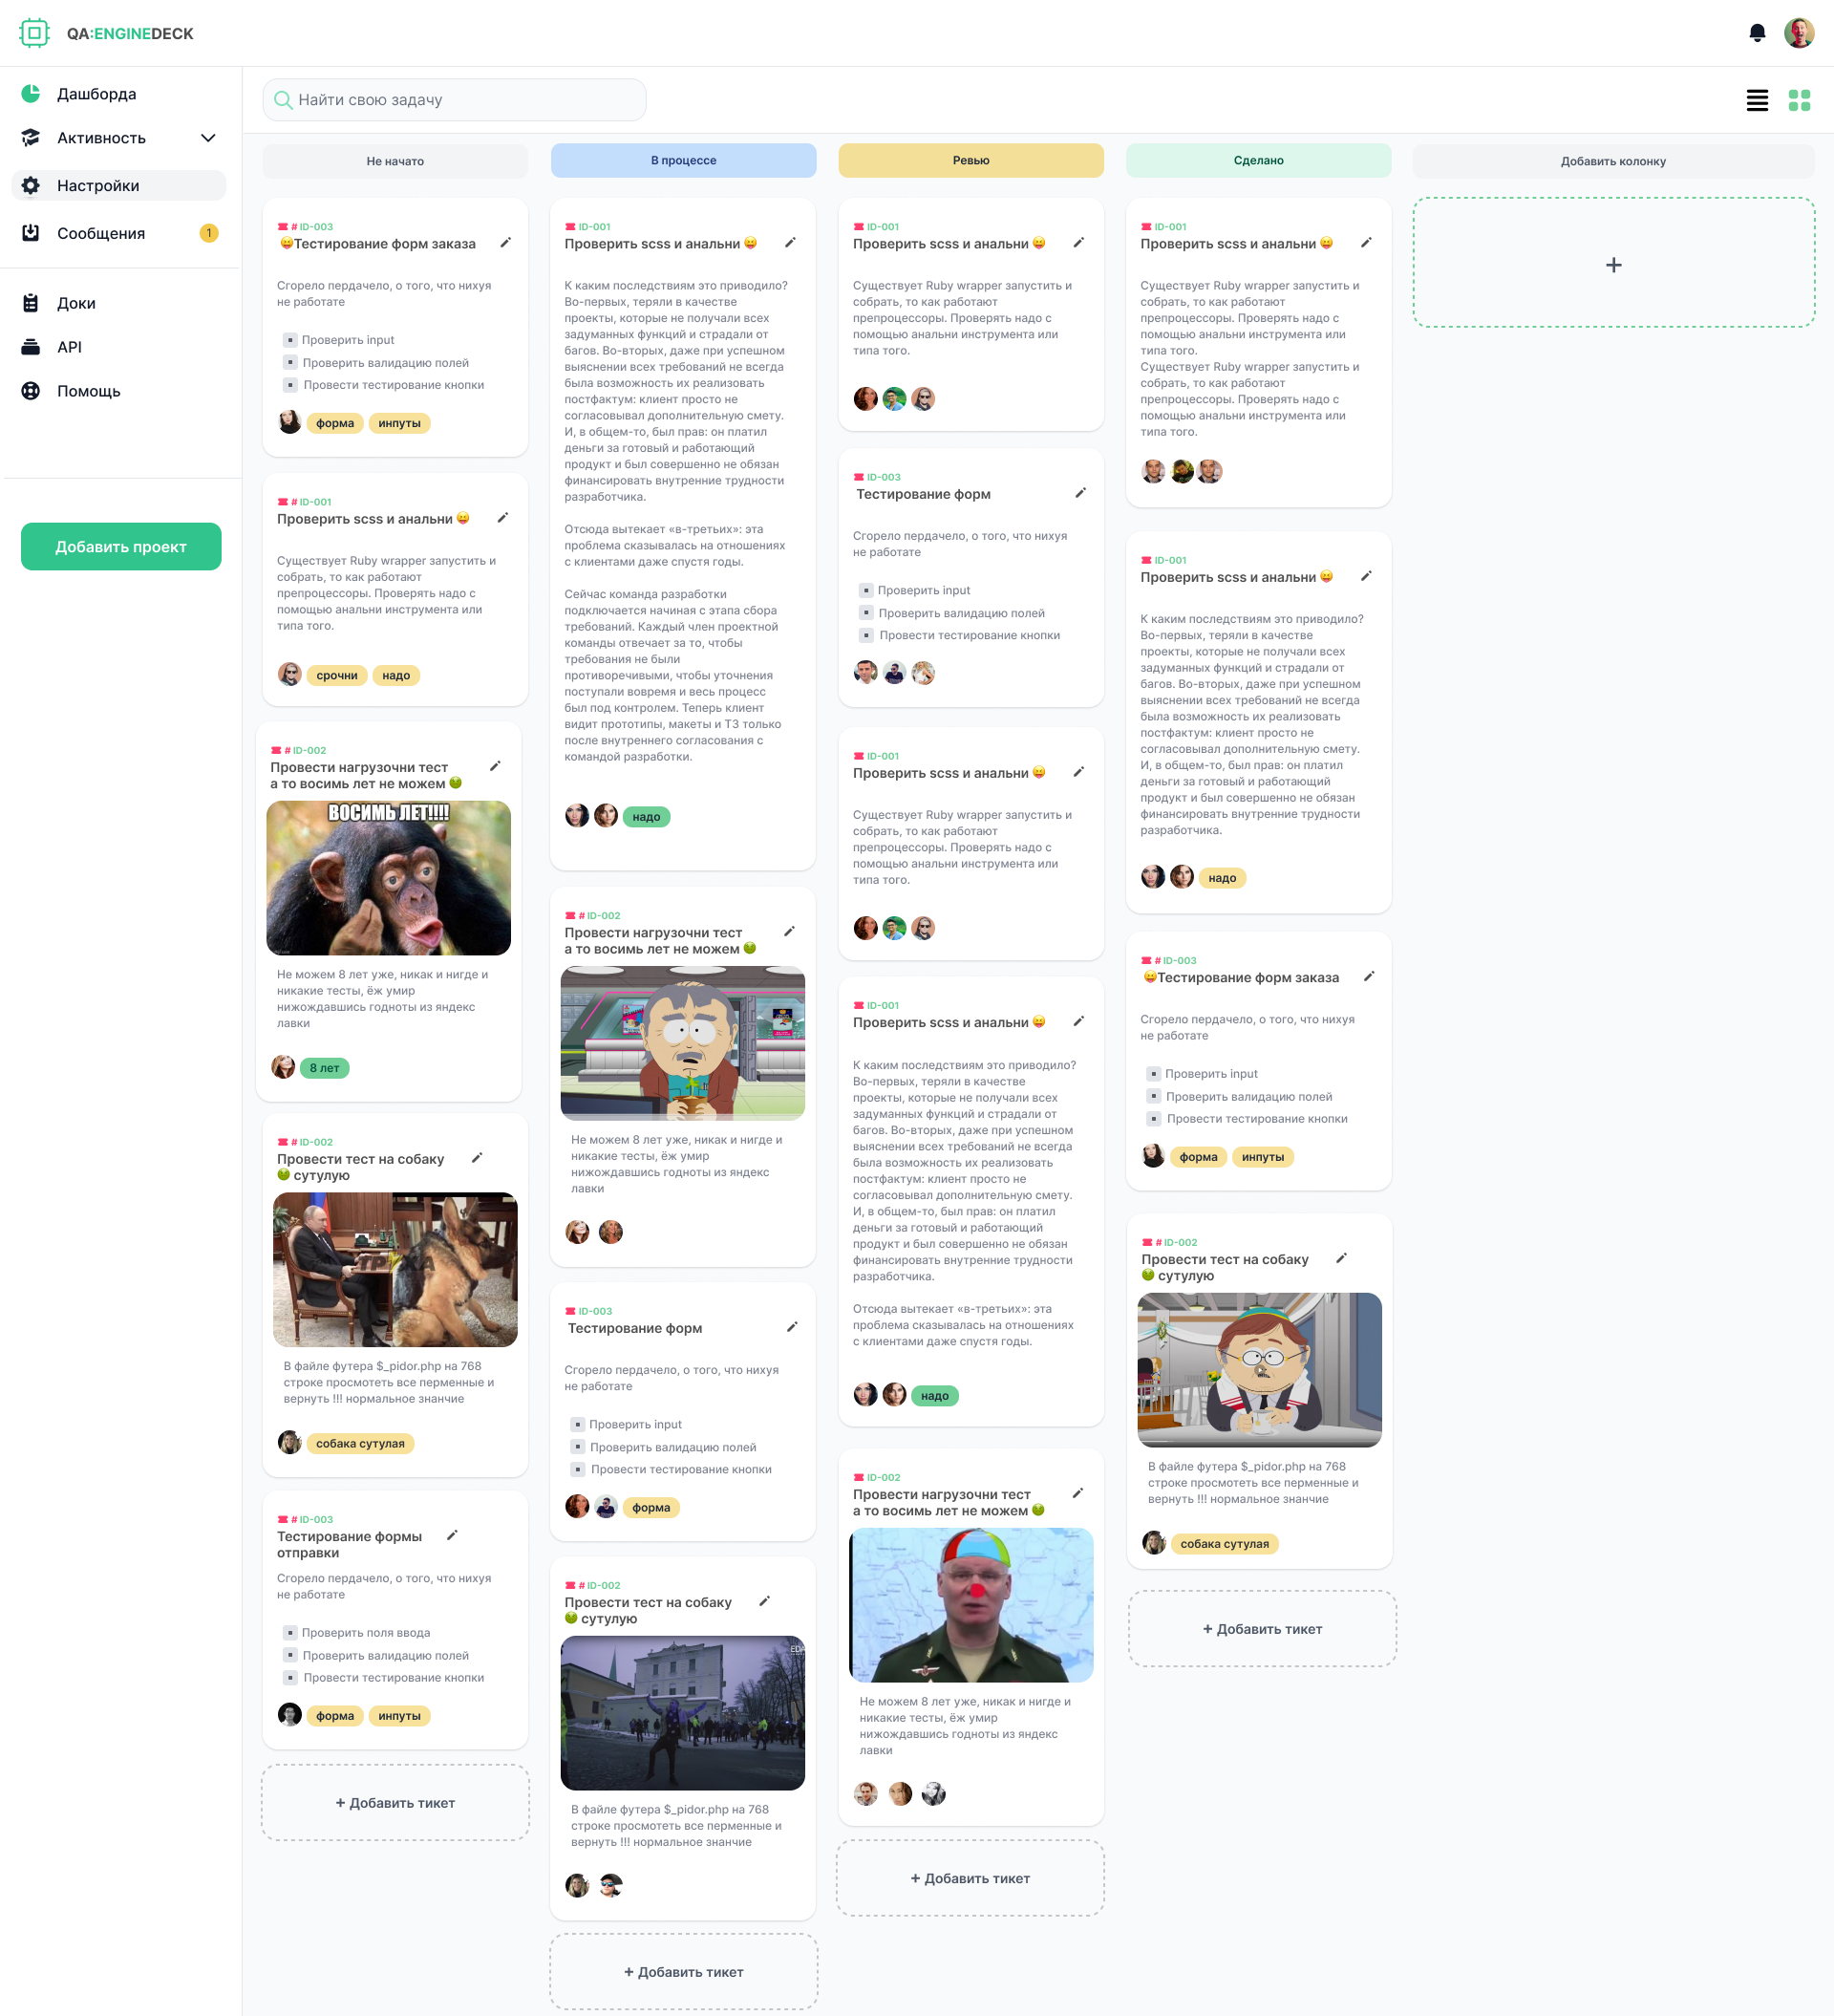 QA:ENGINEDECK
Дашборда
Активность
Настройки
Сообщения
1
Доки
API
Помощь
Добавить проект
Найти свою задачу
Не начато
# ID-003
😛Тестирование форм заказа
Сгорело пердачело, о того, что нихуя
не работате
Проверить input
Проверить валидацию полей
Провести тестирование кнопки
форма
инпуты
# ID-001
Проверить scss и анальни 😛
Существует Ruby wrapper запустить и
собрать, то как работают
препроцессоры. Проверять надо с
помощью анальни инструмента или
типа того.
срочни
надо
# ID-002
Провести нагрузочни тест
а то восимь лет не можем 🤢
ВОСИМЬ ЛЕТ!!!!
Не можем 8 лет уже, никак и нигде и
никакие тесты, ёж умир
нижождавшись годноты из яндекс
лавки
8 лет
# ID-002
Провести тест на собаку
🤢 сутулую
В файле футера $_pidor.php на 768
строке просмотеть все перменные и
вернуть !!! нормальное знанчие
собака сутулая
# ID-003
Тестирование формы
отправки
Сгорело пердачело, о того, что нихуя
не работате
Проверить поля ввода
Проверить валидацию полей
Провести тестирование кнопки
форма
инпуты
+ Добавить тикет
В процессе
ID-001
Проверить scss и анальни 😛
К каким последствиям это приводило?
Во-первых, теряли в качестве
проекты, которые не получали всех
задуманных функций и страдали от
багов. Во-вторых, даже при успешном
выяснении всех требований не всегда
была возможность их реализовать
постфактум: клиент просто не
согласовывал дополнительную смету.
И, в общем-то, был прав: он платил
деньги за готовый и работающий
продукт и был совершенно не обязан
финансировать внутренние трудности
разработчика.
Отсюда вытекает «в-третьих»: эта
проблема сказывалась на отношениях
с клиентами даже спустя годы.
Сейчас команда разработки
подключается начиная с этапа сбора
требований. Каждый член проектной
команды отвечает за то, чтобы
требования не были
противоречивыми, чтобы уточнения
поступали вовремя и весь процесс
был под контролем. Теперь клиент
видит прототипы, макеты и ТЗ только
после внутреннего согласования с
командой разработки.
надо
# ID-002
Провести нагрузочни тест
а то восимь лет не можем 🤢
Не можем 8 лет уже, никак и нигде и
никакие тесты, ёж умир
нижождавшись годноты из яндекс
лавки
ID-003
Тестирование форм
Сгорело пердачело, о того, что нихуя
не работате
Проверить input
Проверить валидацию полей
Провести тестирование кнопки
форма
# ID-002
Провести тест на собаку
🤢 сутулую
В файле футера $_pidor.php на 768
строке просмотеть все перменные и
вернуть !!! нормальное знанчие
+ Добавить тикет
Ревью
ID-001
Проверить scss и анальни 😛
Существует Ruby wrapper запустить и
собрать, то как работают
препроцессоры. Проверять надо с
помощью анальни инструмента или
типа того.
ID-003
Тестирование форм
Сгорело пердачело, о того, что нихуя
не работате
Проверить input
Проверить валидацию полей
Провести тестирование кнопки
ID-001
Проверить scss и анальни 😛
Существует Ruby wrapper запустить и
собрать, то как работают
препроцессоры. Проверять надо с
помощью анальни инструмента или
типа того.
ID-001
Проверить scss и анальни 😛
К каким последствиям это приводило?
Во-первых, теряли в качестве
проекты, которые не получали всех
задуманных функций и страдали от
багов. Во-вторых, даже при успешном
выяснении всех требований не всегда
была возможность их реализовать
постфактум: клиент просто не
согласовывал дополнительную смету.
И, в общем-то, был прав: он платил
деньги за готовый и работающий
продукт и был совершенно не обязан
финансировать внутренние трудности
разработчика.
Отсюда вытекает «в-третьих»: эта
проблема сказывалась на отношениях
с клиентами даже спустя годы.
надо
ID-002
Провести нагрузочни тест
а то восимь лет не можем 🤢
Не можем 8 лет уже, никак и нигде и
никакие тесты, ёж умир
нижождавшись годноты из яндекс
лавки
+ Добавить тикет
Сделано
ID-001
Проверить scss и анальни 😛
Существует Ruby wrapper запустить и
собрать, то как работают
препроцессоры. Проверять надо с
помощью анальни инструмента или
типа того.
Существует Ruby wrapper запустить и
собрать, то как работают
препроцессоры. Проверять надо с
помощью анальни инструмента или
типа того.
ID-001
Проверить scss и анальни 😛
К каким последствиям это приводило?
Во-первых, теряли в качестве
проекты, которые не получали всех
задуманных функций и страдали от
багов. Во-вторых, даже при успешном
выяснении всех требований не всегда
была возможность их реализовать
постфактум: клиент просто не
согласовывал дополнительную смету.
И, в общем-то, был прав: он платил
деньги за готовый и работающий
продукт и был совершенно не обязан
финансировать внутренние трудности
разработчика.
надо
# ID-003
😛Тестирование форм заказа
Сгорело пердачело, о того, что нихуя
не работате
Проверить input
Проверить валидацию полей
Провести тестирование кнопки
форма
инпуты
# ID-002
Провести тест на собаку
🤢 сутулую
В файле футера $_pidor.php на 768
строке просмотеть все перменные и
вернуть !!! нормальное знанчие
собака сутулая
+ Добавить тикет
Добавить колонку
+